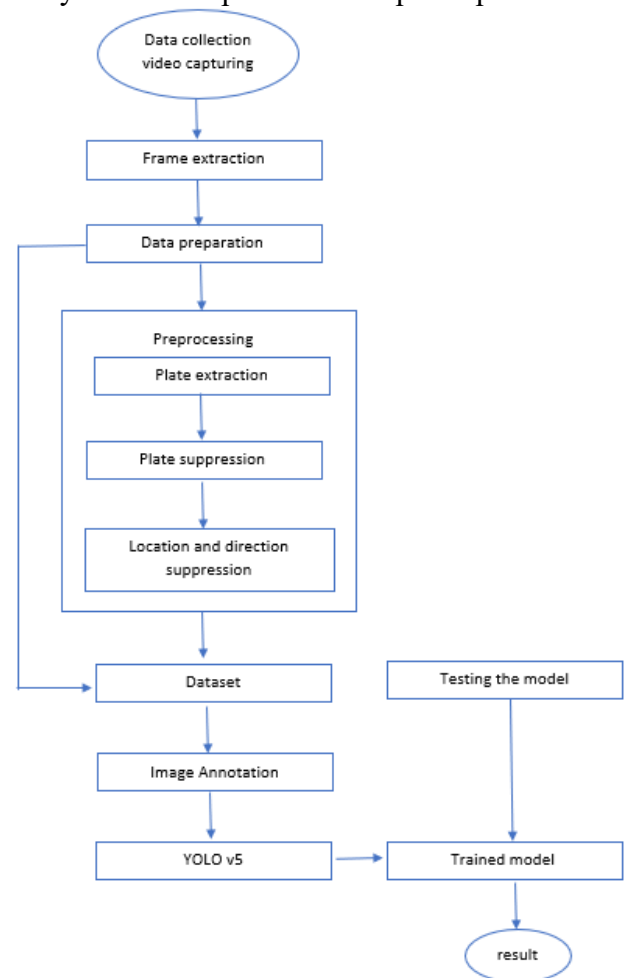 Data collection
video capturing
Frame extraction
Data preparation
Preprocessing
Plate extraction
Plate suppression
Location and direction
suppression
Dataset
Testing the model
Image Annotation
YOLO v5
Trained model
result